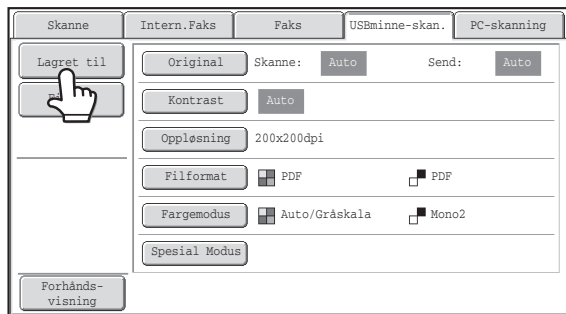 Skanne
Intern.Faks
Faks
USBminne-skan.
PC-skanning
Lagret til
Original
Skanne:
Auto
Send:
Auto
Kontrast
Auto
Oppløsning
200x200dpi
Filformat
PDF
PDF
Fargemodus
Auto/Gråskala
Mono2
Spesial Modus
Forhånds-
visning